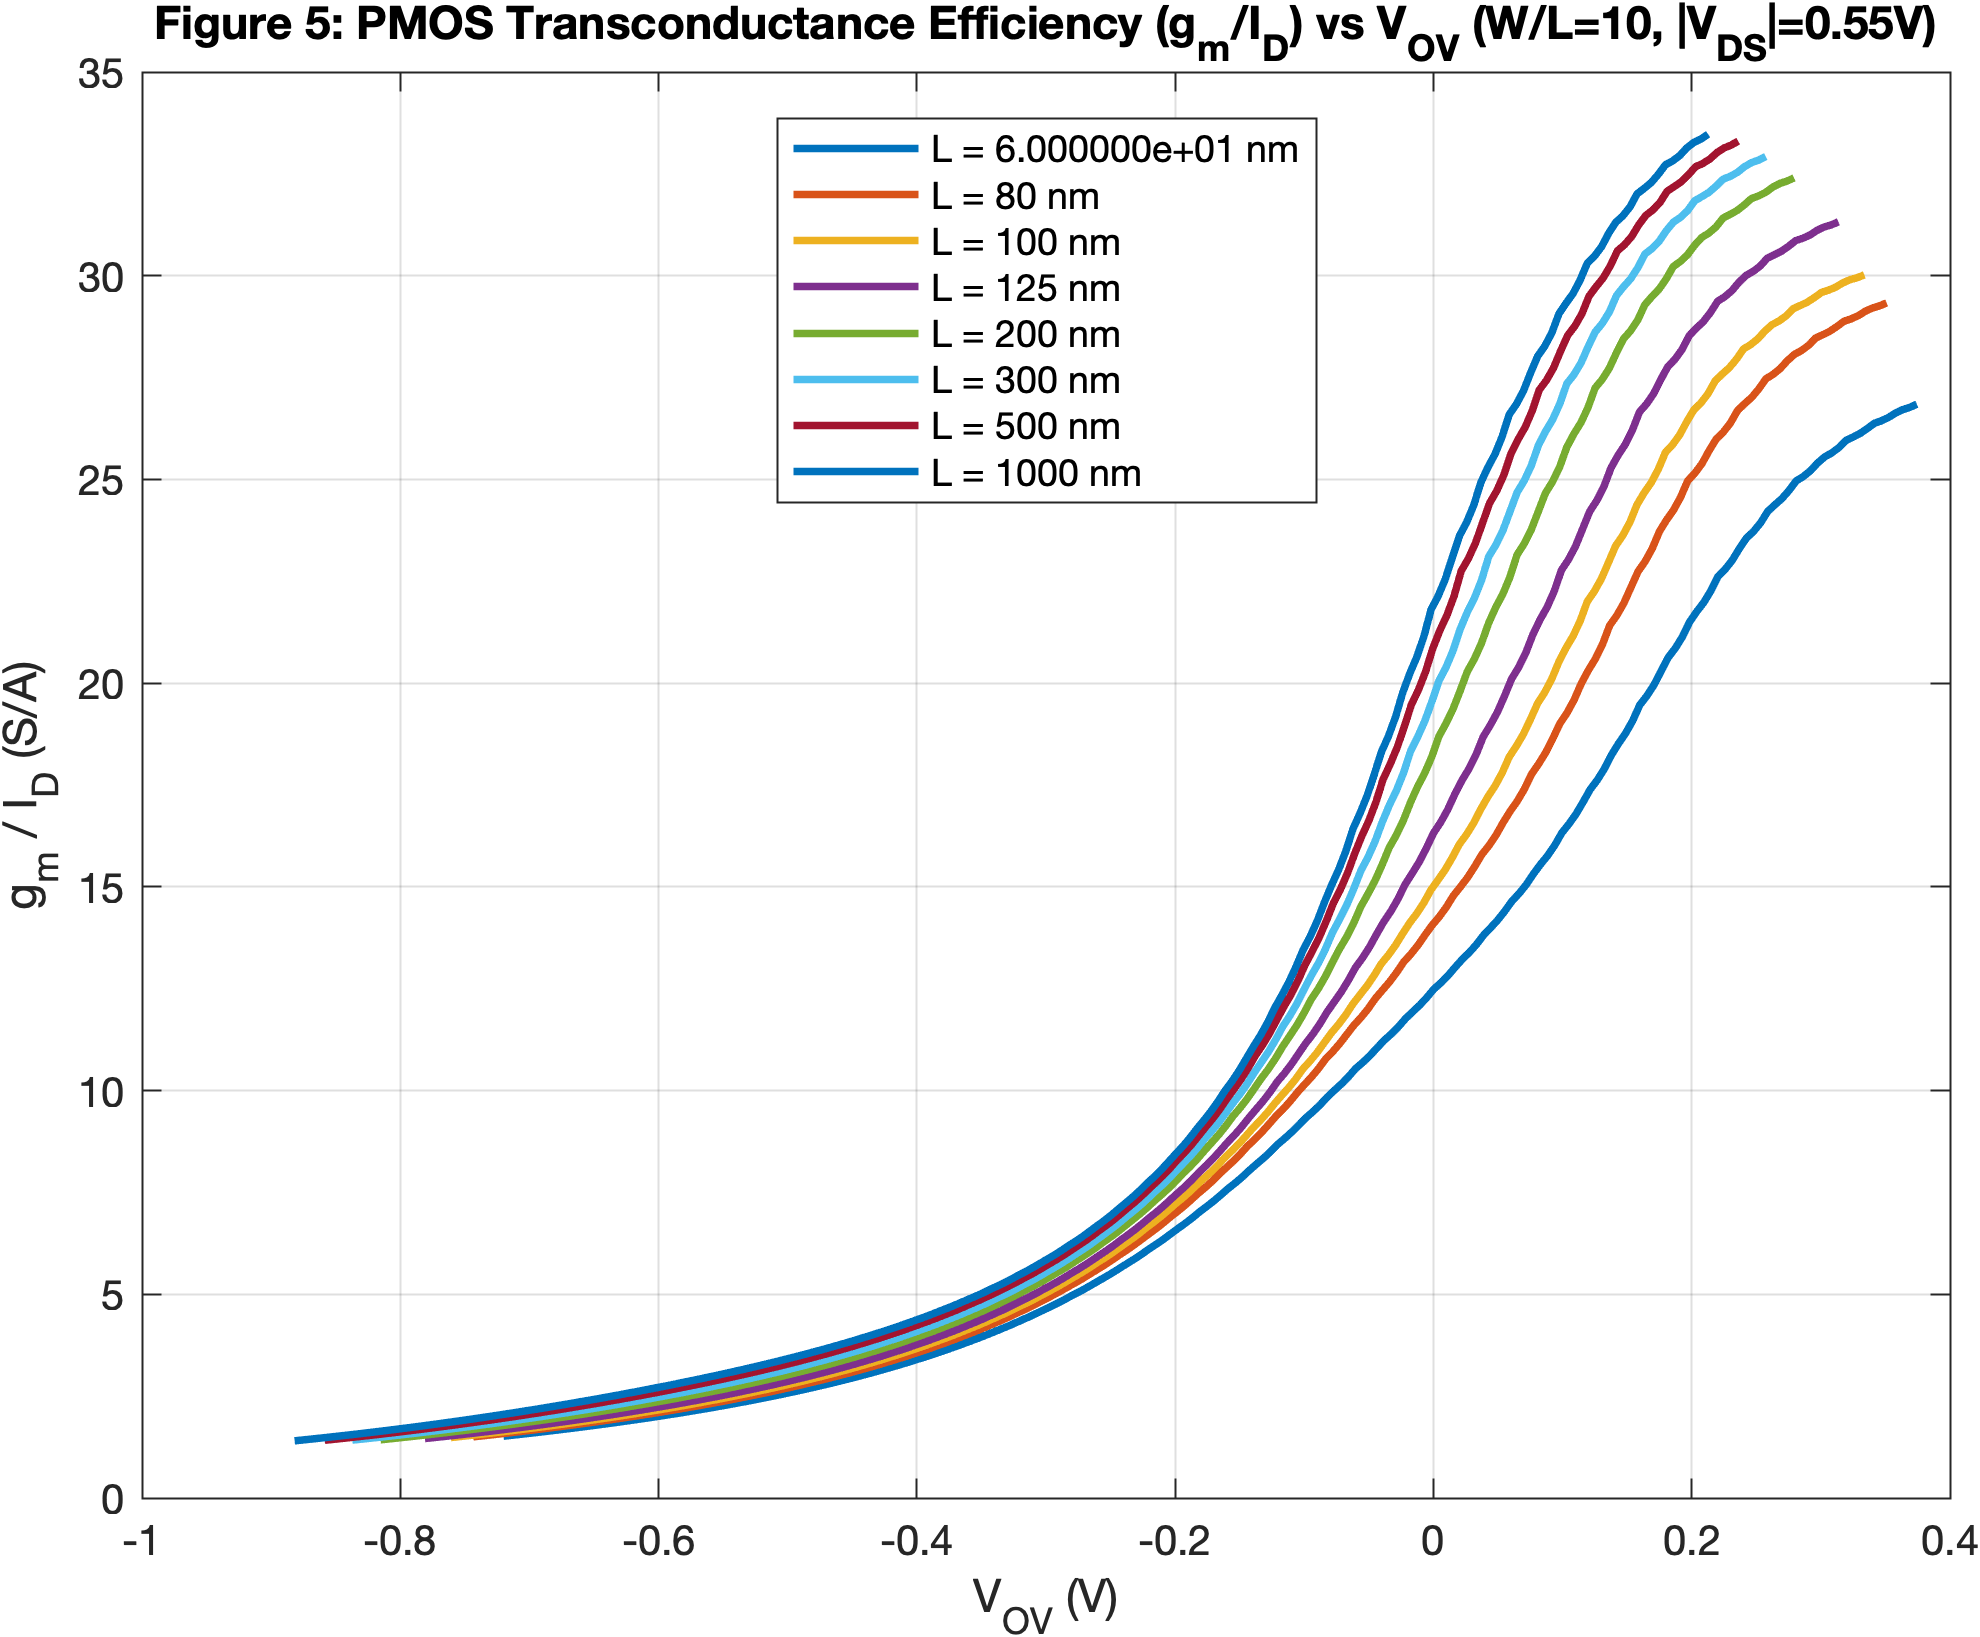 Figure 5: PMOS Transconductance Efficiency (gm/ID) vs VOV (W/L=10, |VDS|=0.55V)
35
30
25
20
15
10
5
0
gm / ID (S/A)
L = 6.000000e+01 nm
L = 80 nm
L = 100 nm
L = 125 nm
L = 200 nm
L = 300 nm
L = 500 nm
L = 1000 nm
-1 -0.8 -0.6 -0.4 -0.2 0 0.2 0.4
VOV (V)